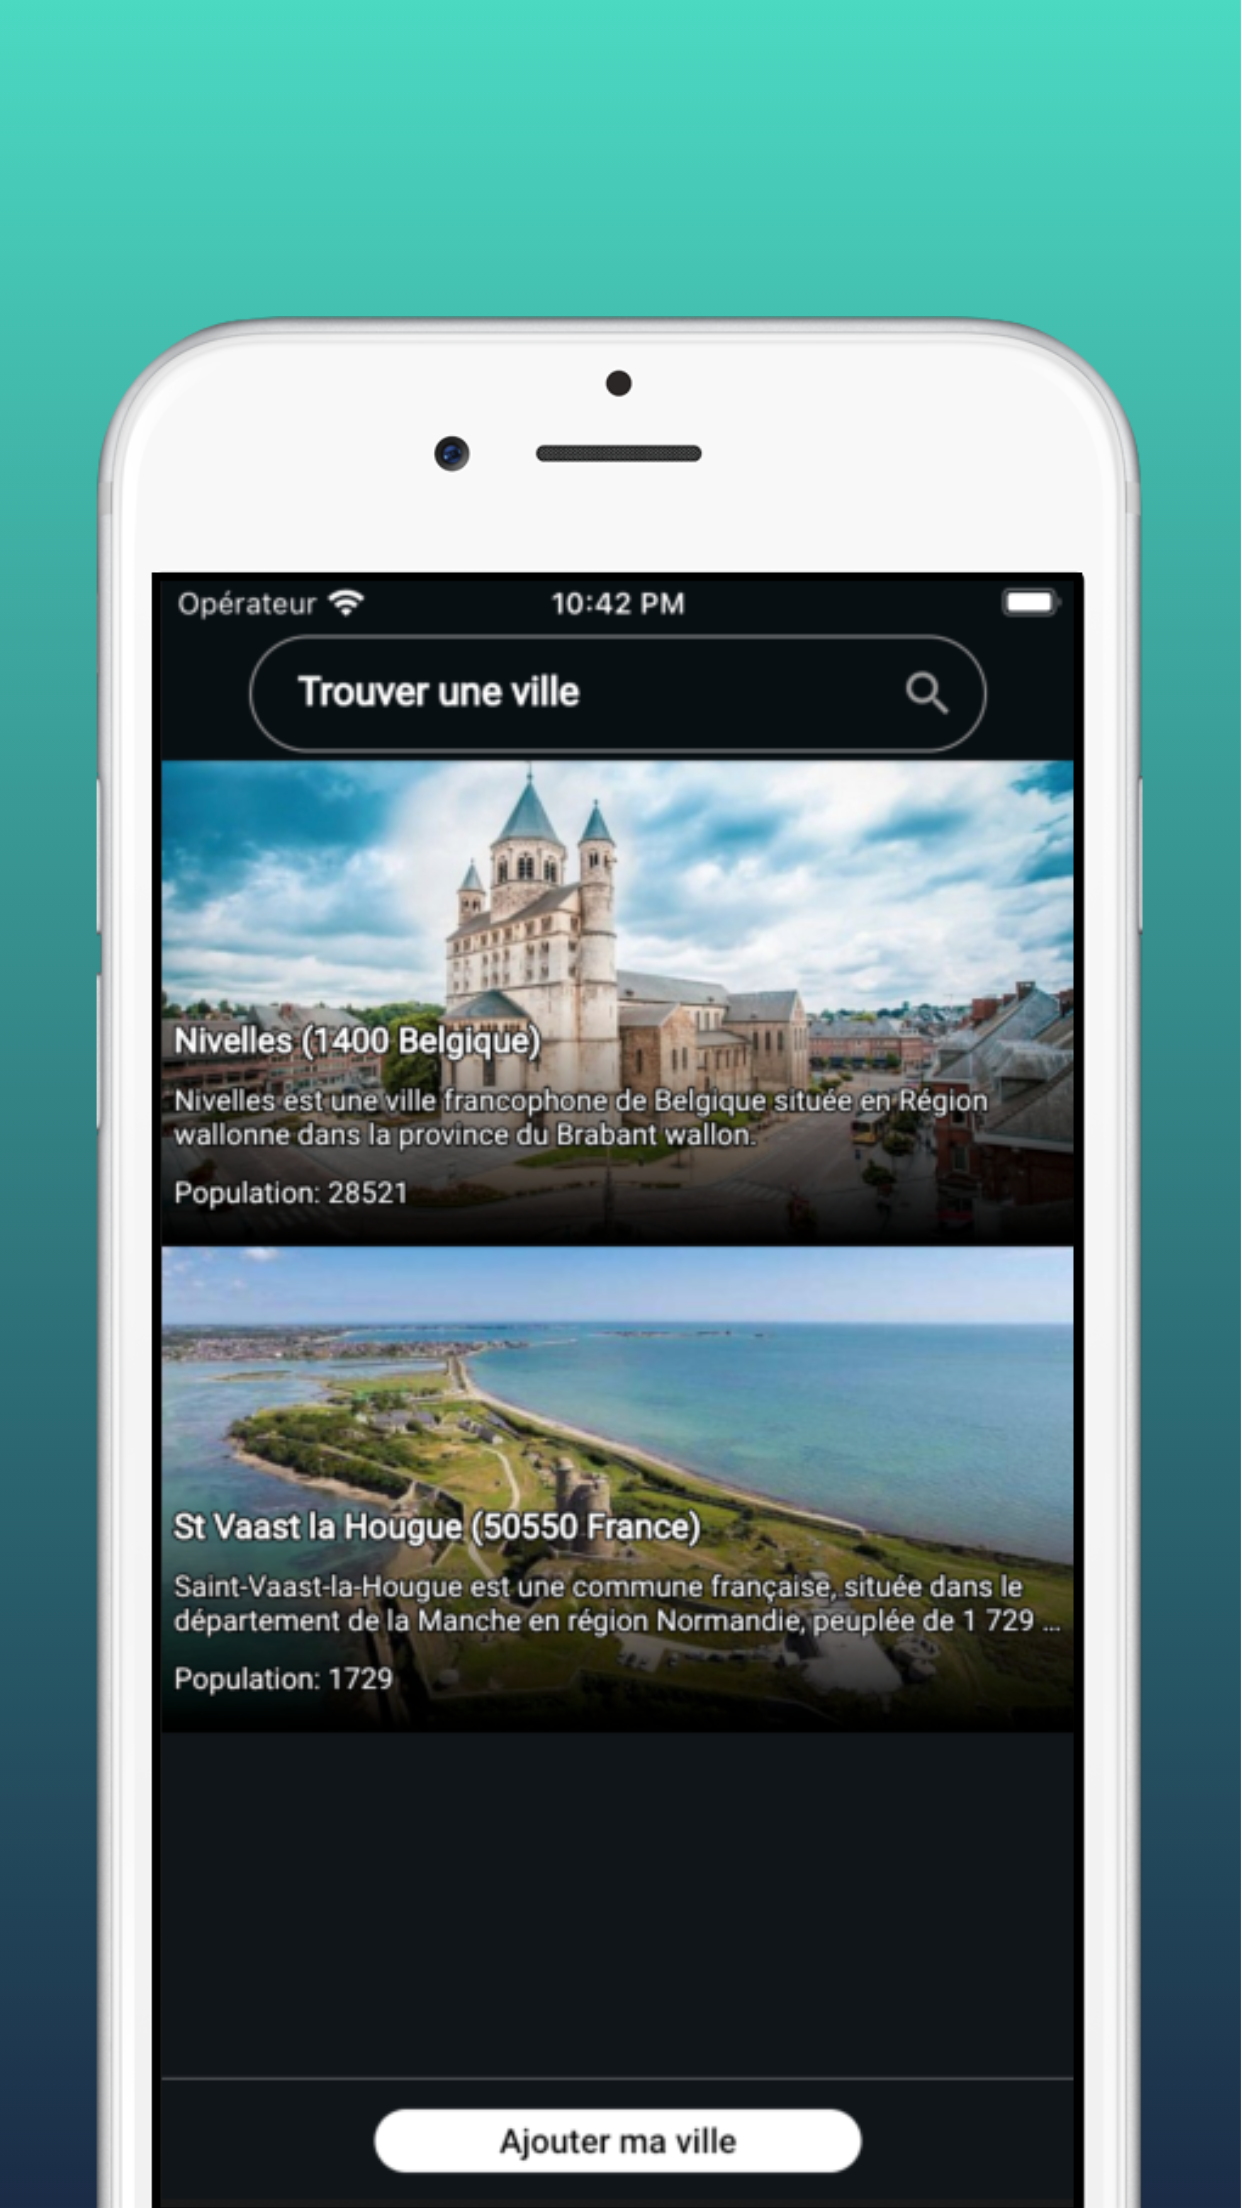 Opérateur 10:42 PM
Trouver une ville
Nivelles (1400 Belgique)
Nivelles est une ville francophone de Belgique située en Région
wallonne dans la province du Brabant wallon.
Population: 28521
St Vaast la Hougue (50550 France)
Saint-Vaast-la-Hougue est une commune française, située dans le
département de la Manche en région Normandie, peuplée de 1 729 ...
Population: 1729
Ajouter ma ville